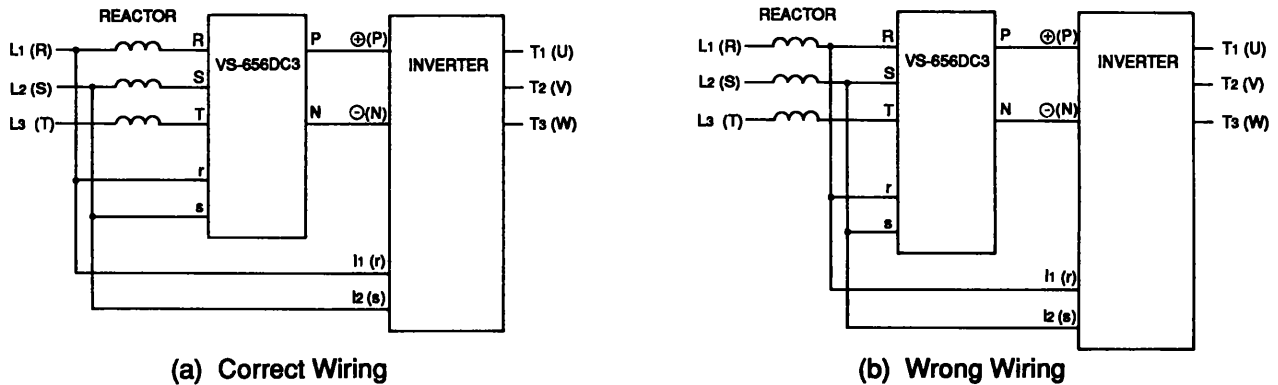 REACTOR
L1 (R)
R
VS-656DC3
P
⊕(P)
INVERTER
T1 (U)
L2 (S)
S
T2 (V)
L3 (T)
T
N
⊖(N)
T3 (W)
r
s
l1 (r)
l2 (s)
(a) Correct Wiring
REACTOR
L1 (R)
R
VS-656DC3
P
⊕(P)
INVERTER
T1 (U)
L2 (S)
S
T2 (V)
L3 (T)
T
N
⊖(N)
T3 (W)
r
s
l1 (r)
l2 (s)
(b) Wrong Wiring